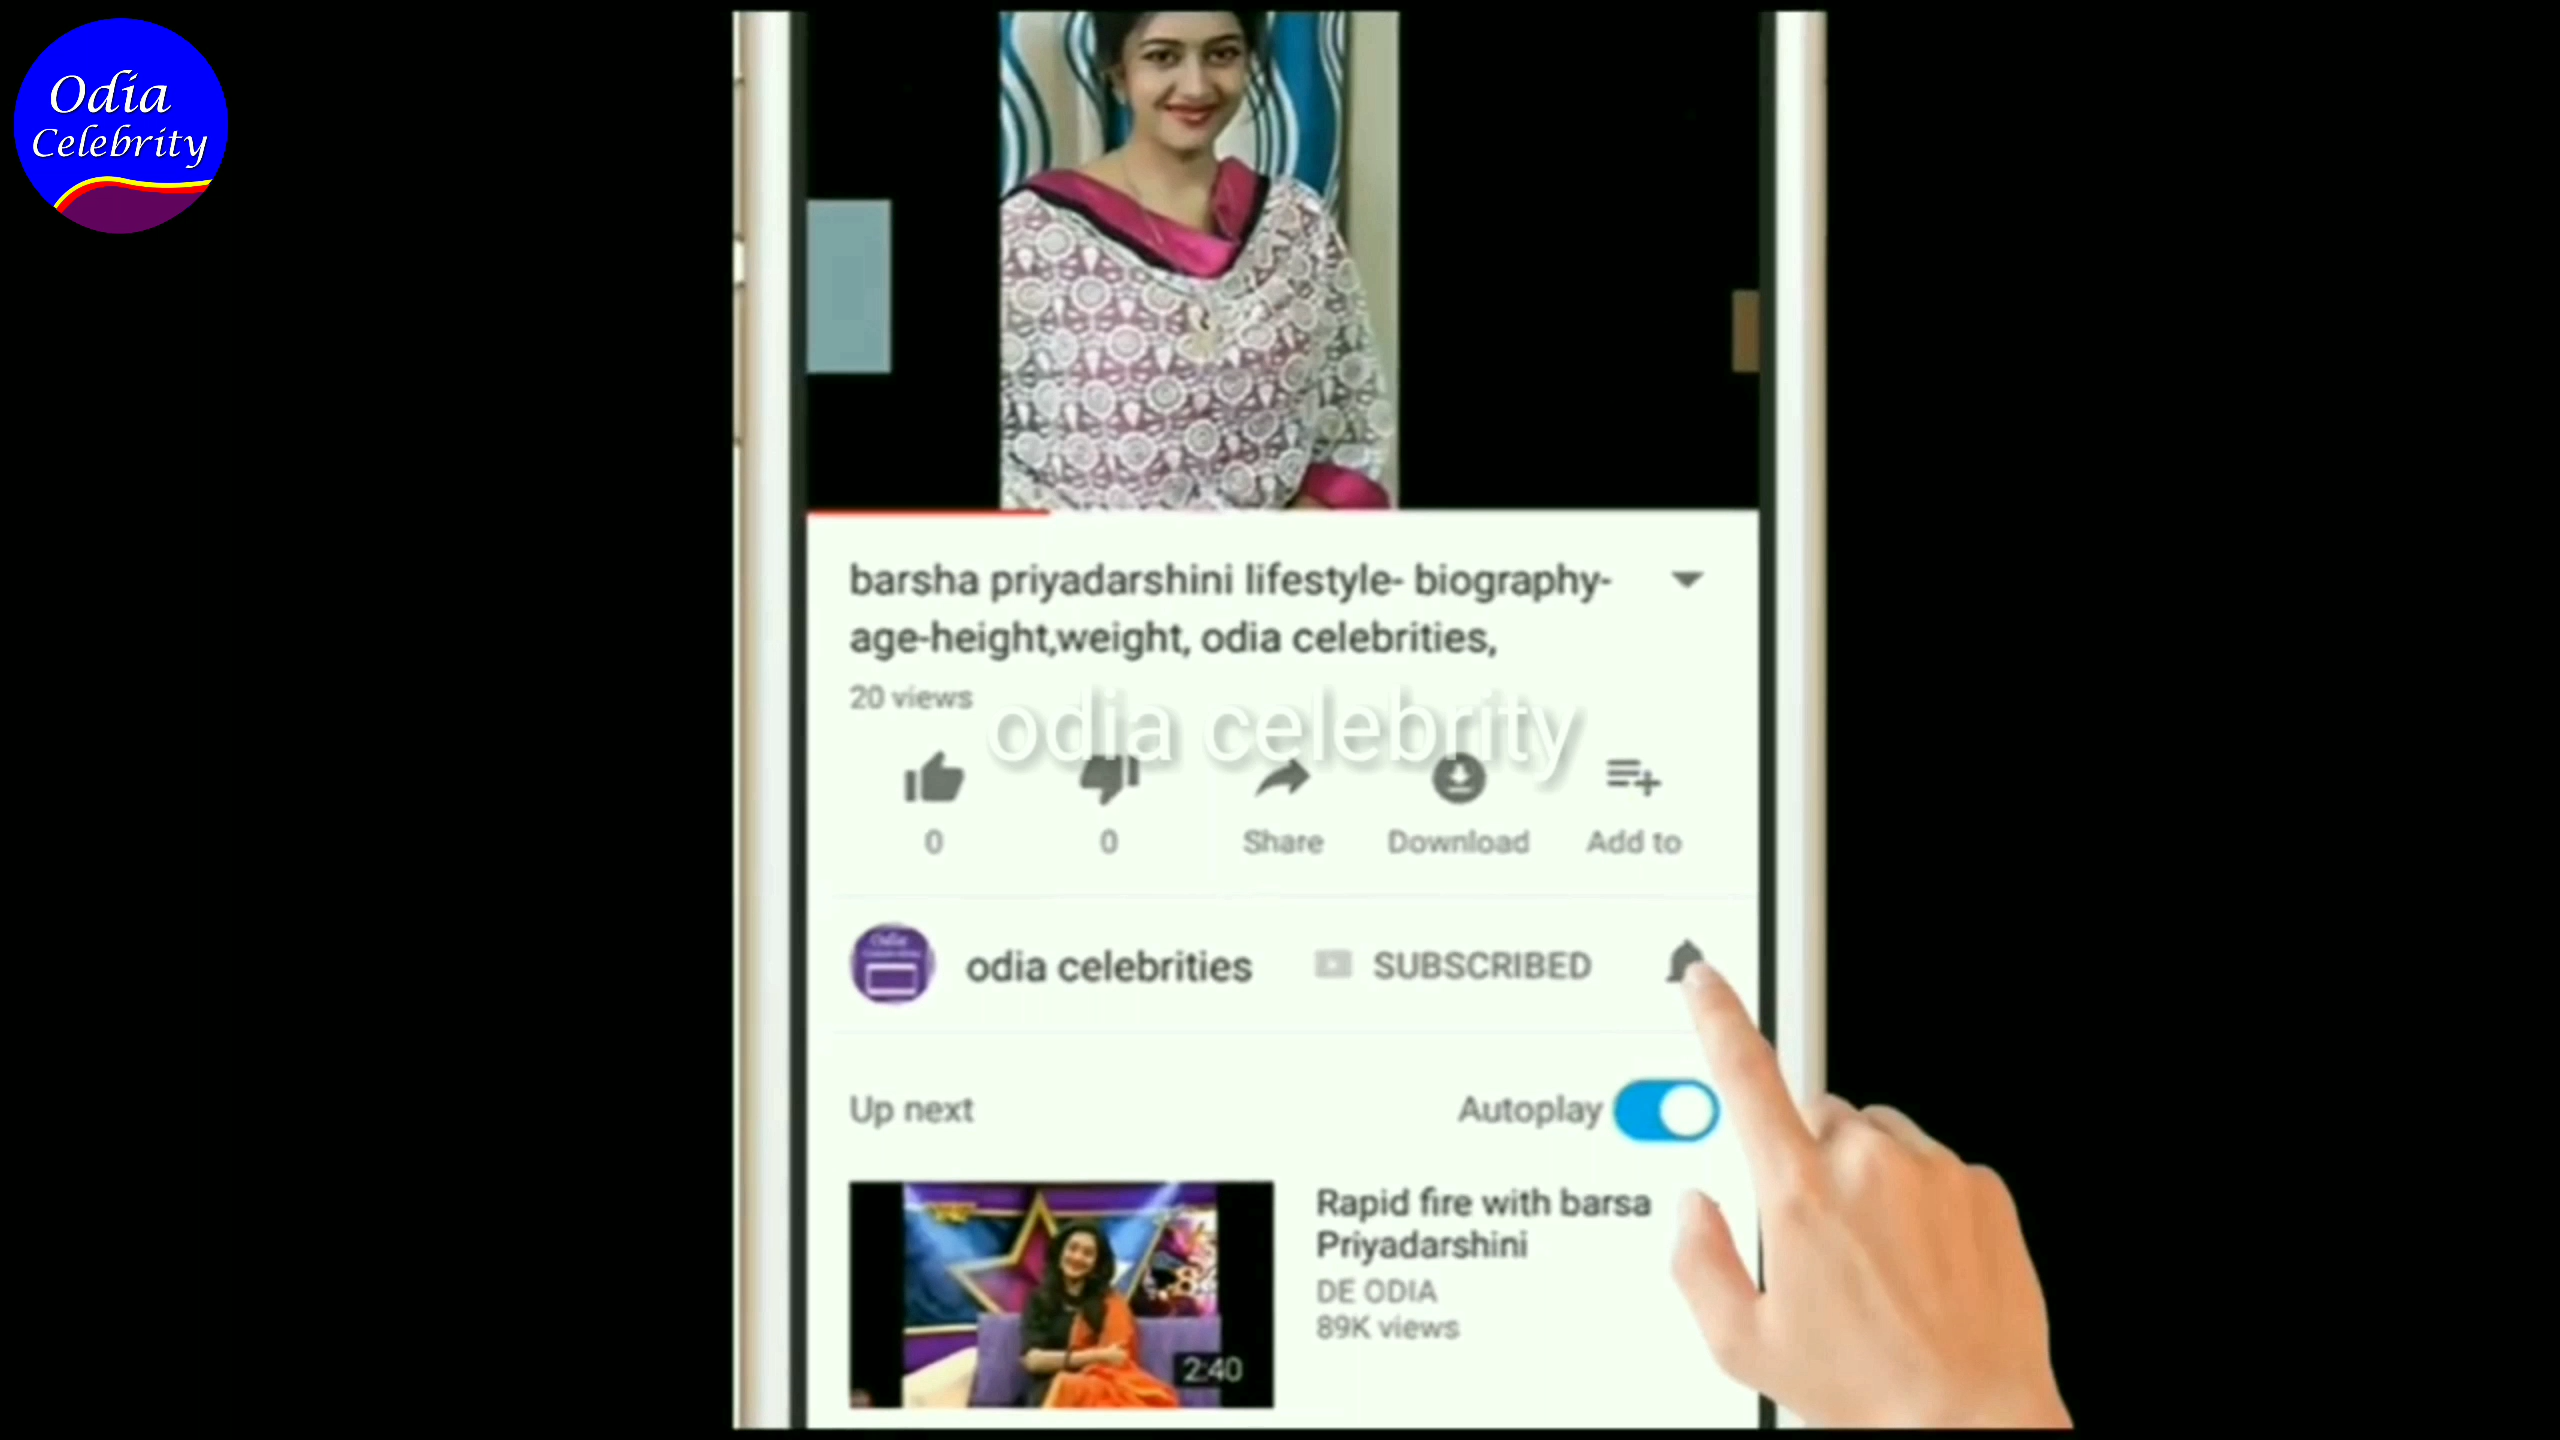 Odia
Celebrity
barsha priyadarshini lifestyle- biography-
age-height,weight, odia celebrities,
20 views
odia celebrity
0
0
Share
Download
Add to
odia celebrities
SUBSCRIBED
Up next
Autoplay
Rapid fire with barsa
Priyadarshini
DE ODIA
89K views
2:40